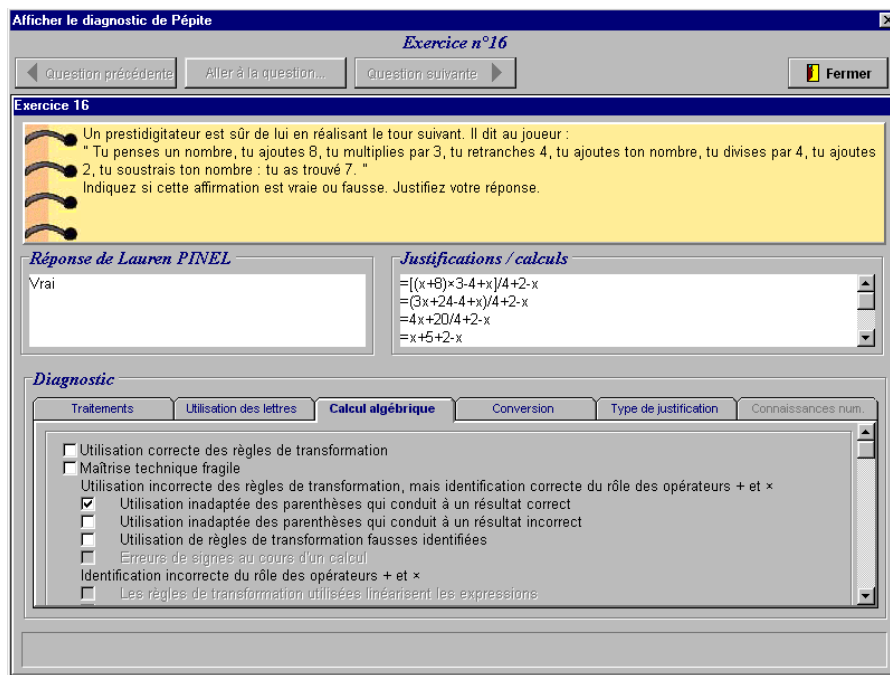 Afficher le diagnostic de Pépite
Exercice n°16
Question précédente
Aller à la question...
Question suivante
Fermer
Exercice 16
Un prestidigitateur est sûr de lui en réalisant le tour suivant. Il dit au joueur :
" Tu penses un nombre, tu ajoutes 8, tu multiplies par 3, tu retranches 4, tu ajoutes ton nombre, tu divises par 4, tu ajoutes
2, tu soustrais ton nombre : tu as trouvé 7. "
Indiquez si cette affirmation est vraie ou fausse. Justifiez votre réponse.
Réponse de Lauren PINEL
Vrai
Justifications / calculs
=[(x+8)×3-4+x]/4+2-x
=(3x+24-4+x)/4+2-x
=4x+20/4+2-x
=x+5+2-x
Diagnostic
Traitements
Utilisation des lettres
Calcul algébrique
Conversion
Type de justification
Connaissances num.
Utilisation correcte des règles de transformation
Maîtrise technique fragile
Utilisation incorrecte des règles de transformation, mais identification correcte du rôle des opérateurs + et ×
Utilisation inadaptée des parenthèses qui conduit à un résultat correct
Utilisation inadaptée des parenthèses qui conduit à un résultat incorrect
Utilisation de règles de transformation fausses identifiées
Erreurs de signes au cours d'un calcul
Identification incorrecte du rôle des opérateurs + et ×
Les règles de transformation utilisées linéarisent les expressions